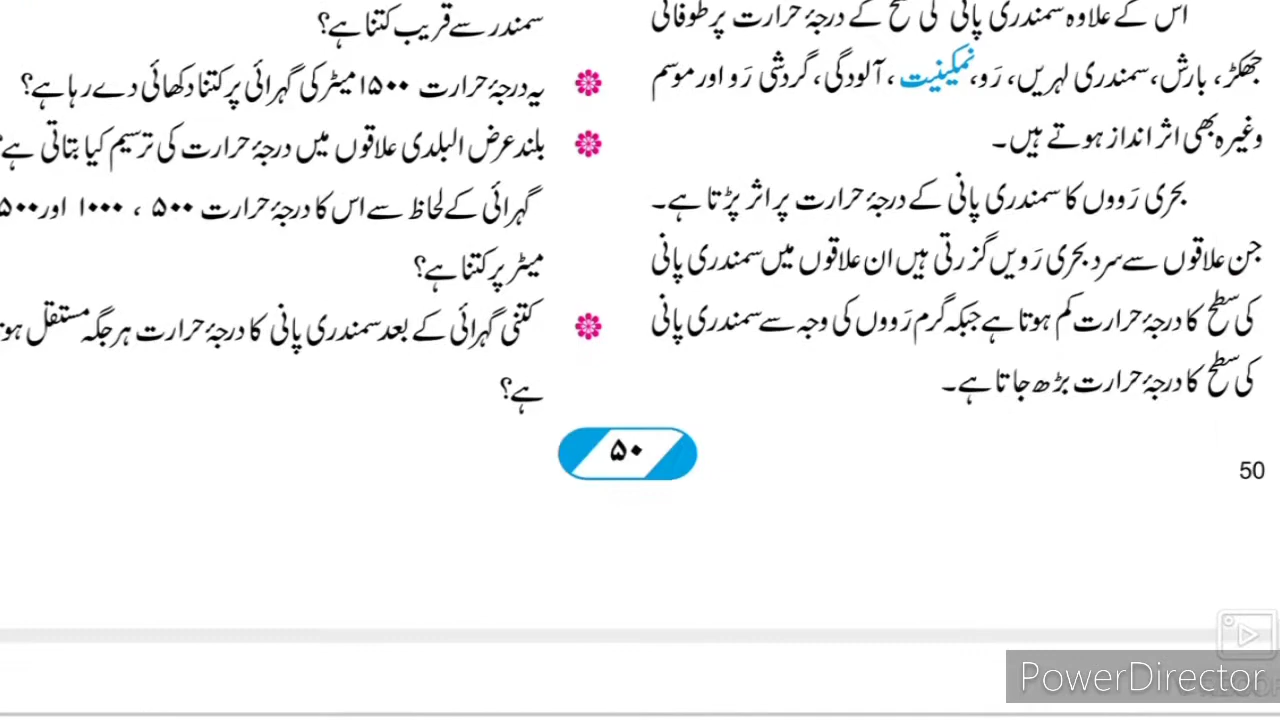 اس کے علاوہ سمندری پانی کی سطح کے درجۂ حرارت پر طوفانی
جھکڑ، بارش، سمندری لہریں، رَو، نمکینیت، آلودگی، گردشی رَو اور موسم
وغیرہ بھی اثر انداز ہوتے ہیں۔
بحری رَووں کا سمندری پانی کے درجۂ حرارت پر اثر پڑتا ہے۔
جن علاقوں سے سرد بحری رَویں گزرتی ہیں ان علاقوں میں سمندری پانی
کی سطح کا درجۂ حرارت کم ہوتا ہے جبکہ گرم رَووں کی وجہ سے سمندری پانی
کی سطح کا درجۂ حرارت بڑھ جاتا ہے۔
سمندر سے قریب کتنا ہے؟
یہ درجۂ حرارت ۱۵۰۰ میٹر کی گہرائی پر کتنا دکھائی دے رہا ہے؟
بلند عرض البلدی علاقوں میں درجۂ حرارت کی ترسیم کیا بتاتی ہے
گہرائی کے لحاظ سے اس کا درجۂ حرارت ۵۰۰ ، ۱۰۰۰ اور ۵۰۰
میٹر پر کتنا ہے؟
کتنی گہرائی کے بعد سمندری پانی کا درجۂ حرارت ہر جگہ مستقل ہو
ہے؟
۵۰
50
PowerDirector